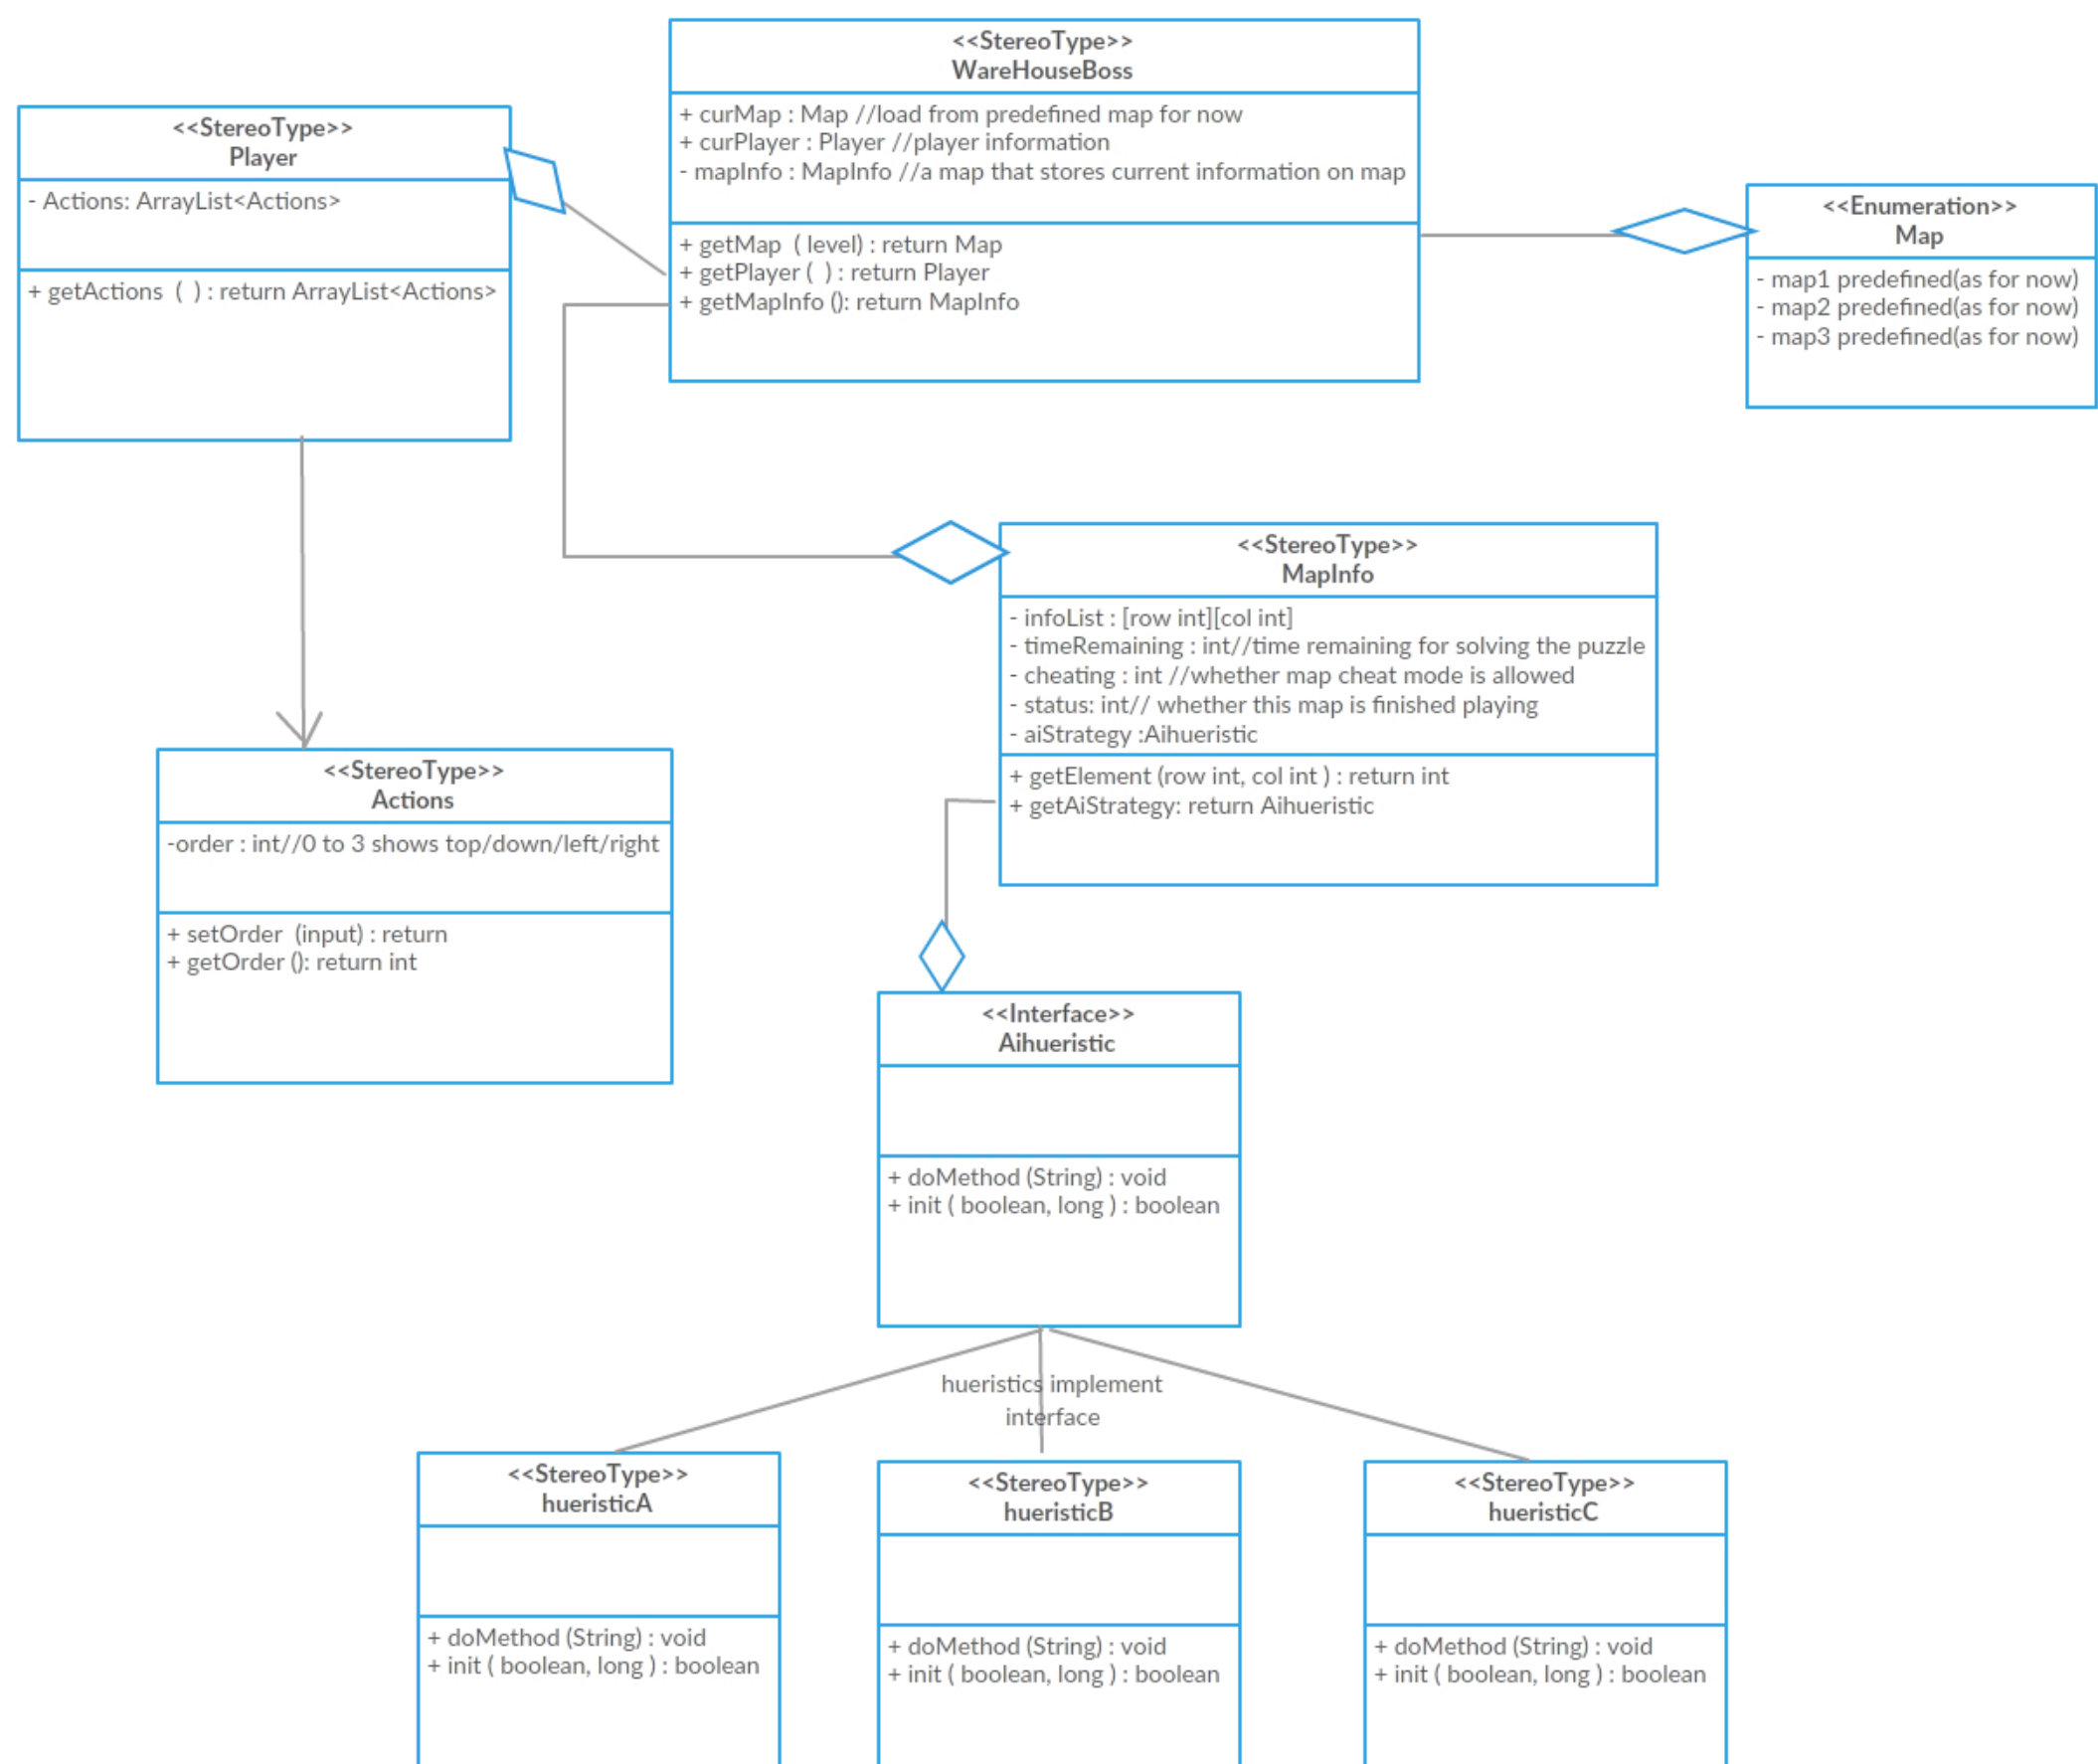 <<StereoType>>
WareHouseBoss
+ curMap : Map //load from predefined map for now
+ curPlayer : Player //player information
- mapInfo : MapInfo //a map that stores current information on map
+ getMap ( level) : return Map
+ getPlayer ( ) : return Player
+ getMapInfo (): return MapInfo
<<StereoType>>
Player
- Actions: ArrayList<Actions>
+ getActions ( ) : return ArrayList<Actions>
<<Enumeration>>
Map
- map1 predefined(as for now)
- map2 predefined(as for now)
- map3 predefined(as for now)
<<StereoType>>
MapInfo
- infoList : [row int][col int]
- timeRemaining : int//time remaining for solving the puzzle
- cheating : int //whether map cheat mode is allowed
- status: int// whether this map is finished playing
- aiStrategy :Aihueristic
+ getElement (row int, col int ) : return int
+ getAiStrategy: return Aihueristic
<<StereoType>>
Actions
-order : int//0 to 3 shows top/down/left/right
+ setOrder (input) : return
+ getOrder (): return int
<<Interface>>
Aihueristic
+ doMethod (String) : void
+ init ( boolean, long ) : boolean
hueristics implement
interface
<<StereoType>>
hueristicA
+ doMethod (String) : void
+ init ( boolean, long ) : boolean
<<StereoType>>
hueristicB
+ doMethod (String) : void
+ init ( boolean, long ) : boolean
<<StereoType>>
hueristicC
+ doMethod (String) : void
+ init ( boolean, long ) : boolean